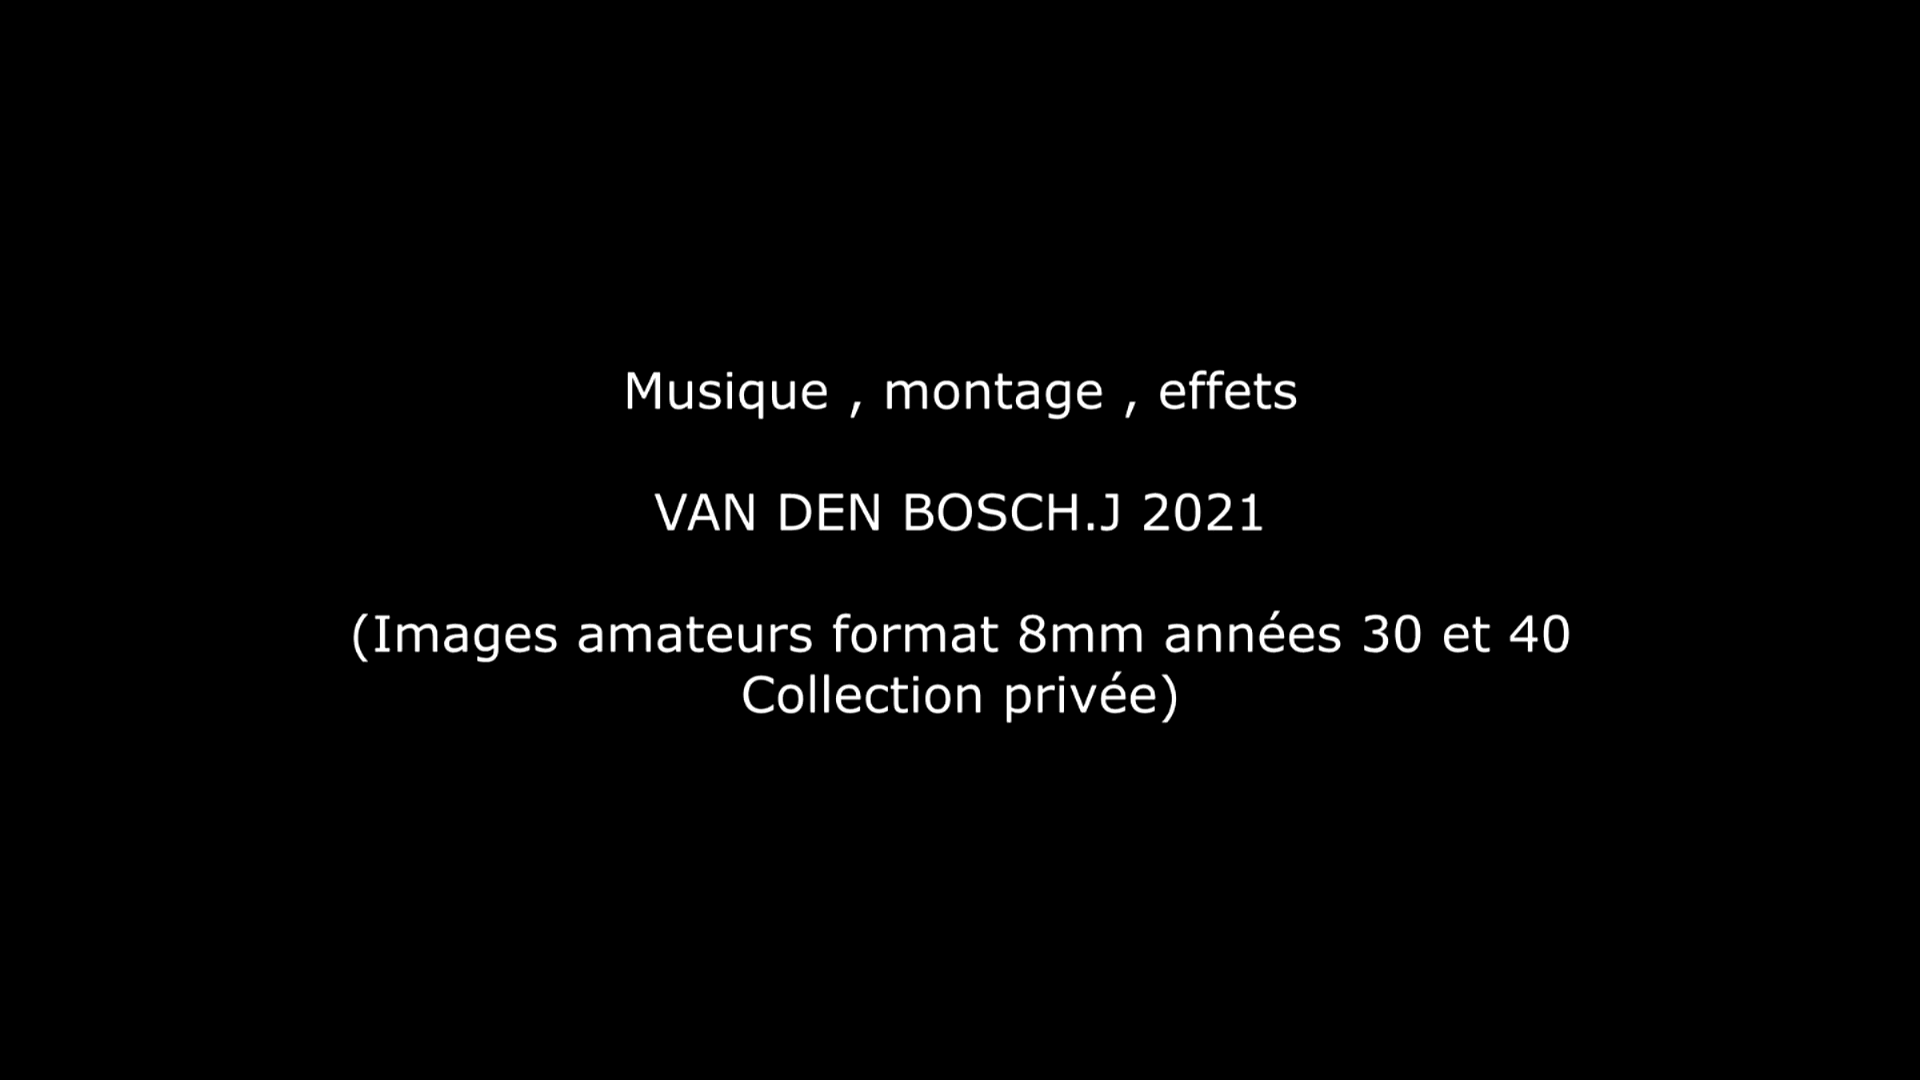 Musique , montage , effets
VAN DEN BOSCH.J 2021
(Images amateurs format 8mm années 30 et 40
Collection privée)